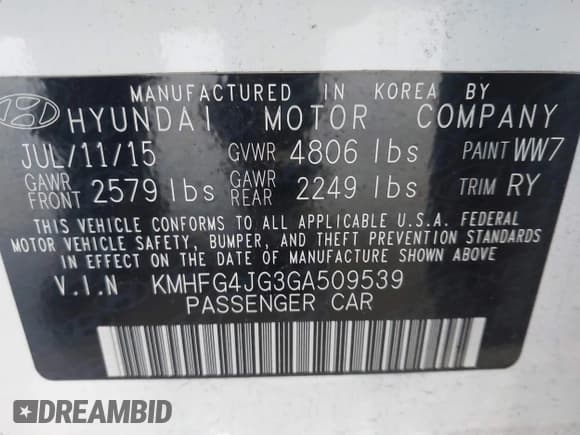 MANUFACTURED IN KOREA BY
HYUNDAI MOTOR COMPANY
JUL/11/15 GVWR 4806 lbs PAINT WW7
GAWR FRONT 2579 lbs GAWR REAR 2249 lbs TRIM RY
THIS VEHICLE CONFORMS TO ALL APPLICABLE U.S.A. FEDERAL
MOTOR VEHICLE SAFETY, BUMPER, AND THEFT PREVENTION STANDARDS
IN EFFECT ON THE DATE OF MANUFACTURE SHOWN ABOVE
V.I.N KMHFG4JG3GA509539
PASSENGER CAR
DREAMBID